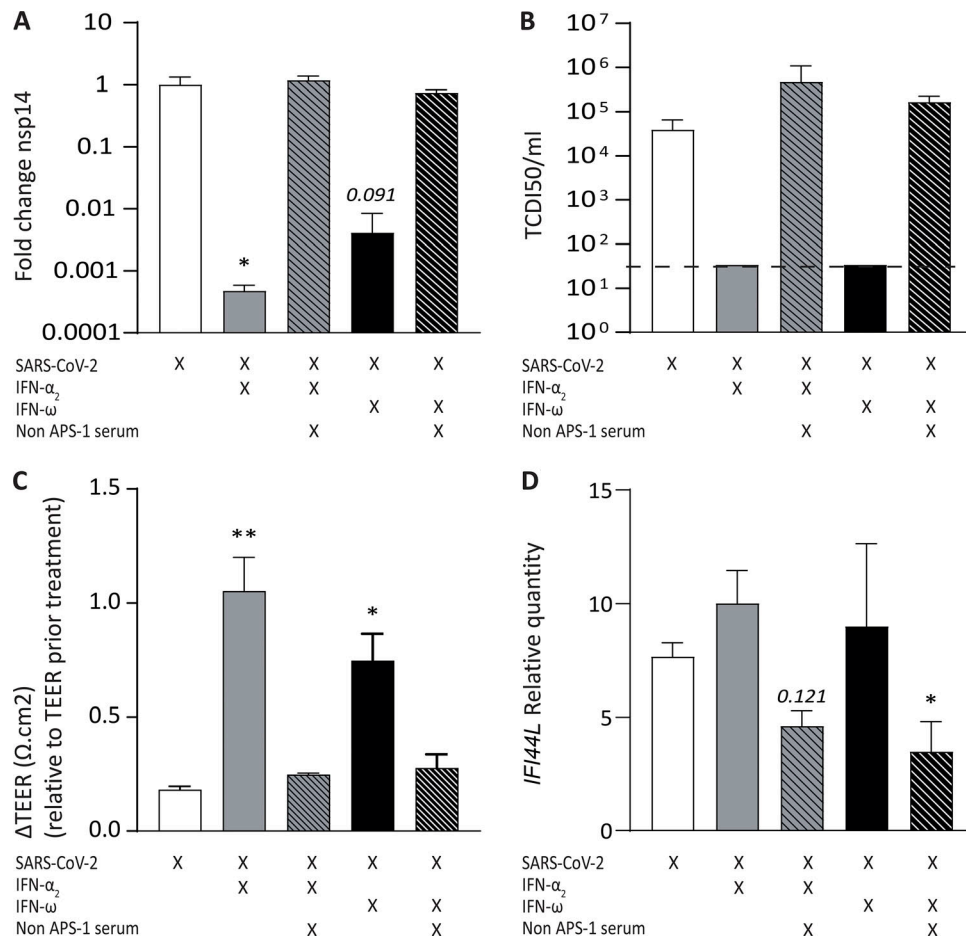 A
Fold change nsp14
10
1
0.1
0.01
0.001
0.0001
*
0.091
SARS-CoV-2 X X X X X
IFN-α2 X X
IFN-ω X X
Non APS-1 serum X X
B
TCDI50/ml
10⁷
10⁶
10⁵
10⁴
10³
10²
10¹
10⁰
SARS-CoV-2 X X X X X
IFN-α2 X X
IFN-ω X X
Non APS-1 serum X X
C
ΔTEER (Ω.cm2)
(relative to TEER prior treatment)
1.5
1.0
0.5
0.0
**
*
SARS-CoV-2 X X X X X
IFN-α2 X X
IFN-ω X X
Non APS-1 serum X X
D
IFI44L Relative quantity
15
10
5
0
0.121
*
SARS-CoV-2 X X X X X
IFN-α2 X X
IFN-ω X X
Non APS-1 serum X X